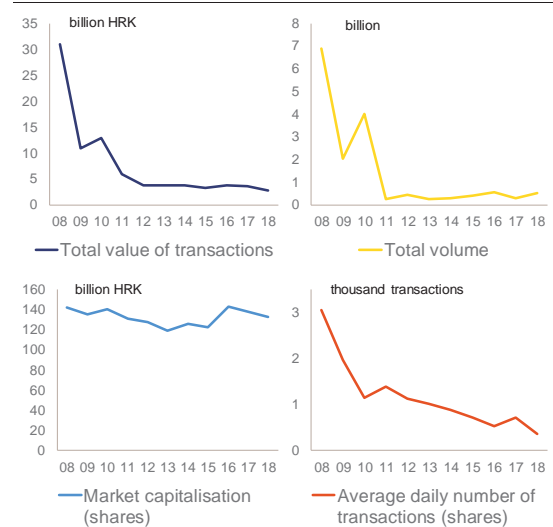 billion HRK
35
30
25
20
15
10
5
0
08 09 10 11 12 13 14 15 16 17 18
Total value of transactions
billion
8
7
6
5
4
3
2
1
0
08 09 10 11 12 13 14 15 16 17 18
Total volume
billion HRK
160
140
120
100
80
60
40
20
0
08 09 10 11 12 13 14 15 16 17 18
Market capitalisation
(shares)
thousand transactions
3
2
1
0
08 09 10 11 12 13 14 15 16 17 18
Average daily number of
transactions (shares)